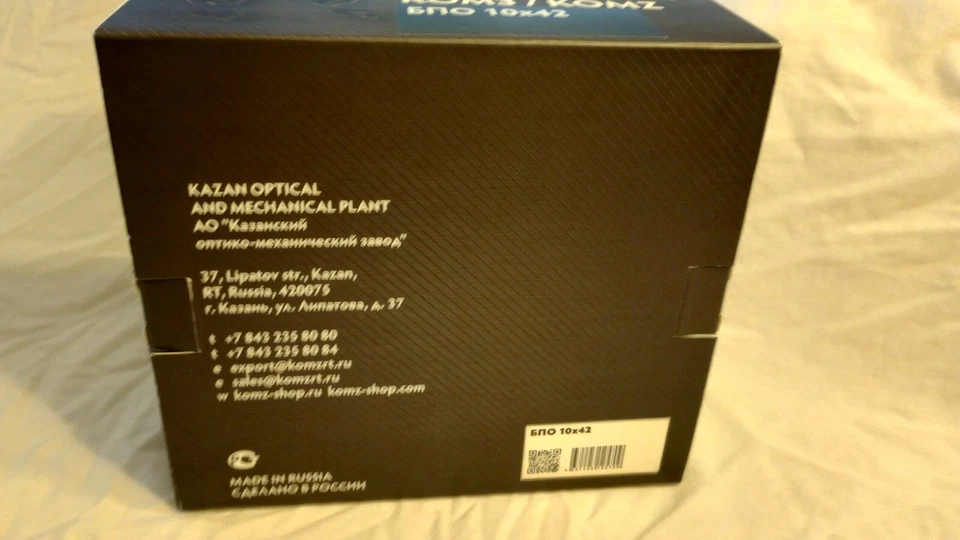 КОМЗ / KOMZ
БПО 10x42
KAZAN OPTICAL
AND MECHANICAL PLANT
АО "Казанский
оптико-механический завод"
37, Lipatov str., Kazan,
RT, Russia, 420075
г. Казань, ул. Липатова, д. 37
t +7 843 235 80 80
t +7 843 235 80 84
e export@komzrt.ru
e sales@komzrt.ru
w komz-shop.ru komz-shop.com
БПО 10x42
MADE IN RUSSIA
СДЕЛАНО В РОССИИ